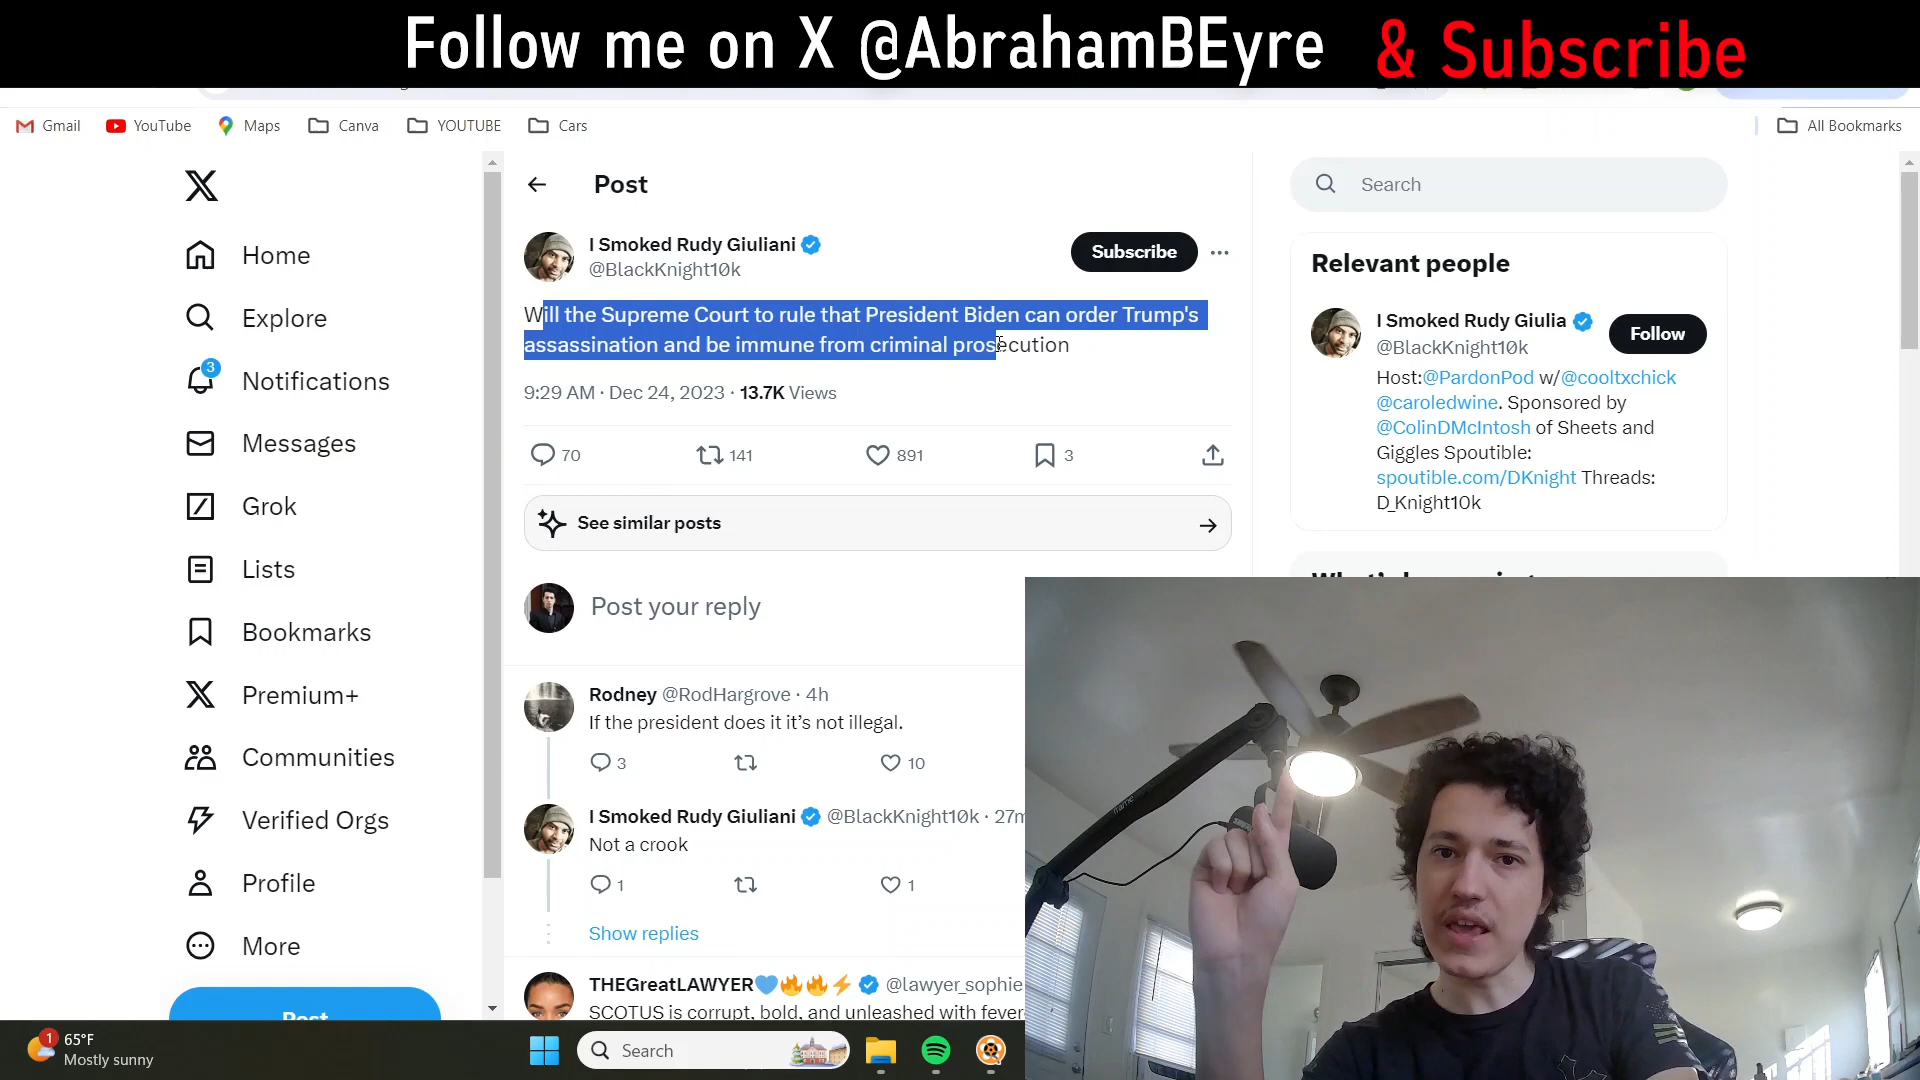 Follow me on X @AbrahamBEyre & Subscribe
Gmail
YouTube
Maps
Canva
YOUTUBE
Cars
All Bookmarks
Home
Explore
3
Notifications
Messages
Grok
Lists
Bookmarks
Premium+
Communities
Verified Orgs
Profile
More
Post
Post
I Smoked Rudy Giuliani
@BlackKnight10k
Subscribe
Will the Supreme Court to rule that President Biden can order Trump's
assassination and be immune from criminal prosecution
9:29 AM · Dec 24, 2023 · 13.7K Views
70
141
891
3
See similar posts
Post your reply
Rodney @RodHargrove · 4h
If the president does it it’s not illegal.
3
10
I Smoked Rudy Giuliani @BlackKnight10k · 27m
Not a crook
1
1
Show replies
THEGreatLAWYER💙🔥🔥⚡ @lawyer_sophie
SCOTUS is corrupt, bold, and unleashed with
Search
Relevant people
I Smoked Rudy Giulia
@BlackKnight10k
Follow
Host:@PardonPod w/@cooltxchick
@caroledwine. Sponsored by
@ColinDMcIntosh of Sheets and
Giggles Spoutible:
spoutible.com/DKnight Threads:
D_Knight10k
1
65°F
Mostly sunny
Search